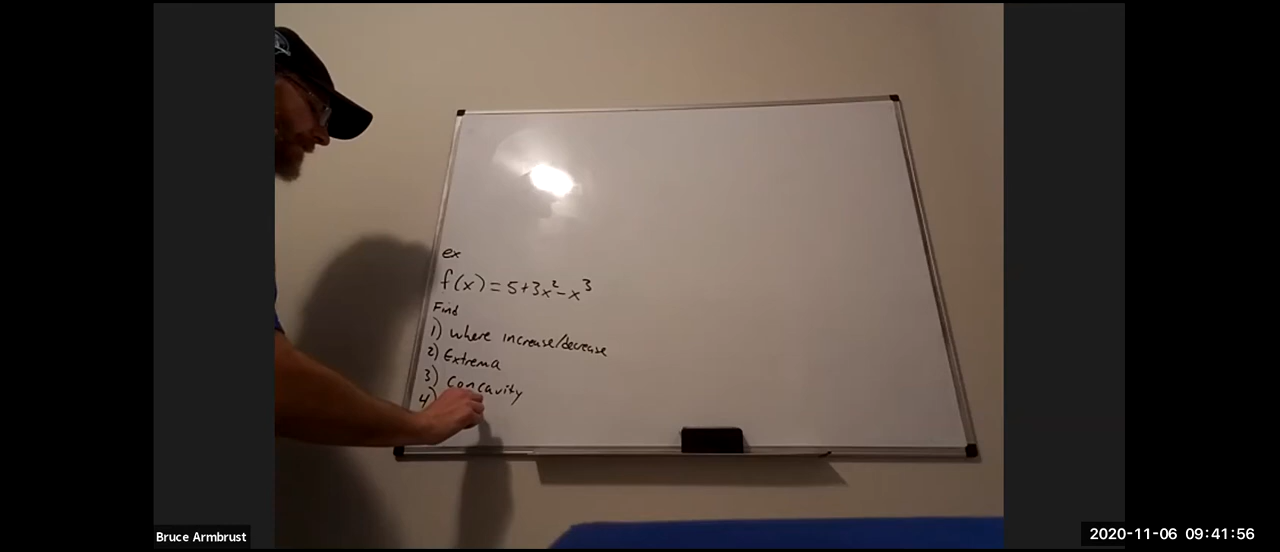 ex
f(x) = 5+3x²-x³
Find
1) where increase/decrease
2) Extrema
3) concavity
4)
Bruce Armbrust
2020-11-06 09:41:56